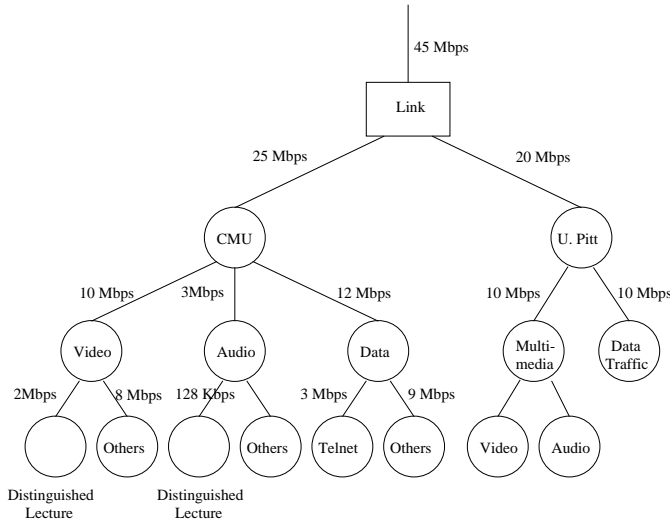 45 Mbps
Link
25 Mbps
20 Mbps
CMU
U. Pitt
10 Mbps
3Mbps
12 Mbps
10 Mbps
10 Mbps
Video
Audio
Data
Multi-
media
Data
Traffic
2Mbps
8 Mbps
128 Kbps
3 Mbps
9 Mbps
Others
Others
Telnet
Others
Video
Audio
Distinguished
Lecture
Distinguished
Lecture